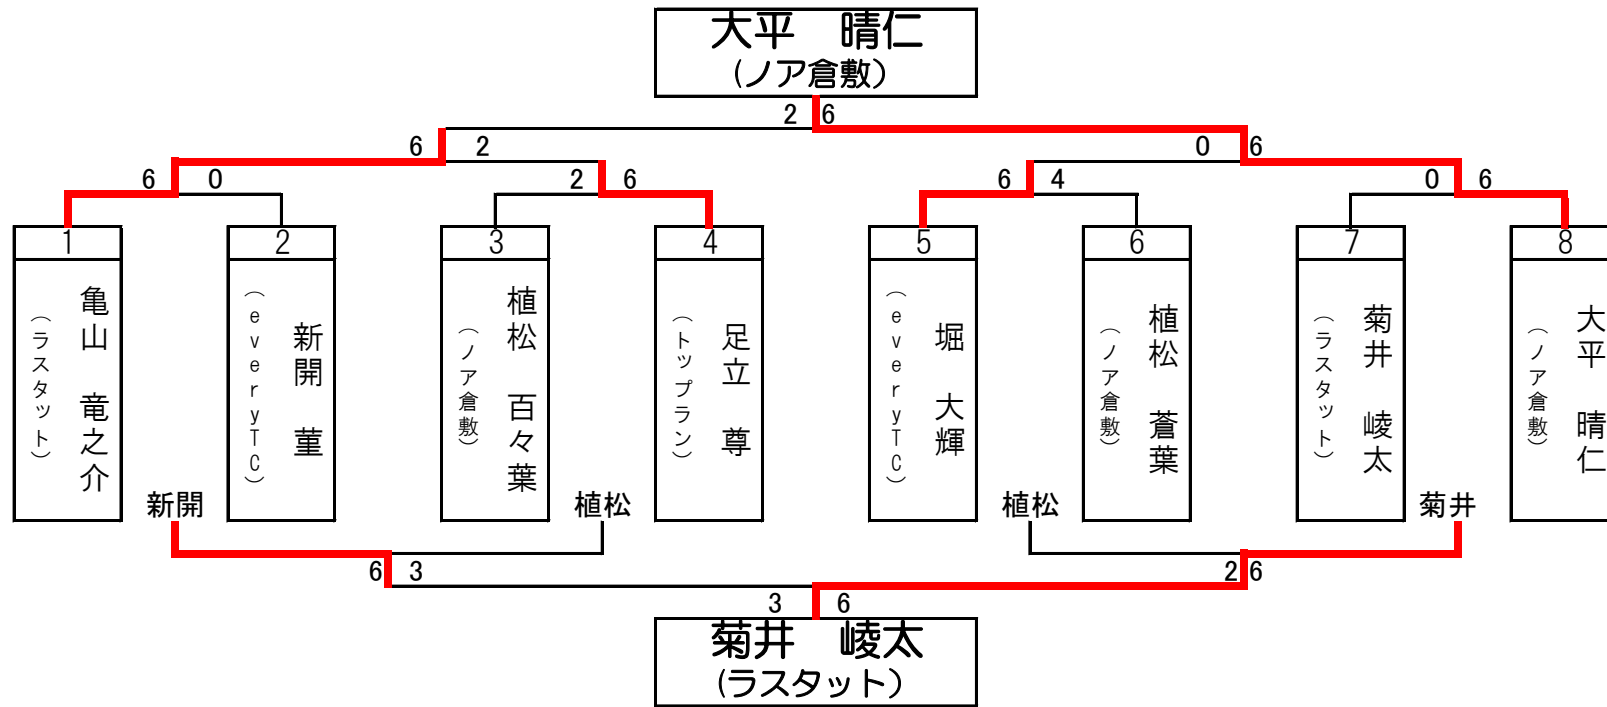 大平　晴仁
(ノア倉敷)
2 6
6 2 0 6
6 0 2 6 6 4 0 6
1 2 3 4 5 6 7 8
亀山　竜之介
(ラスタット)
新開　菫
(everyTC)
植松　百々葉
(ノア倉敷)
足立　尊
(トップラン)
堀　大輝
(everyTC)
植松　蒼葉
(ノア倉敷)
菊井　崚太
(ラスタット)
大平　晴仁
(ノア倉敷)
新開 植松 植松 菊井
6 3 2 6
3 6
菊井　崚太
(ラスタット)